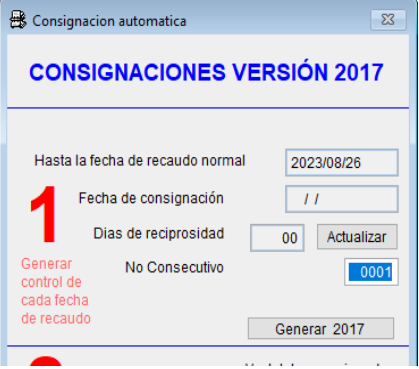 Consignacion automatica
CONSIGNACIONES VERSIÓN 2017
Hasta la fecha de recaudo normal 2023/08/26
1
Fecha de consignación / /
Dias de reciprosidad 00 Actualizar
No Consecutivo 0001
Generar
control de
cada fecha
de recaudo
Generar 2017